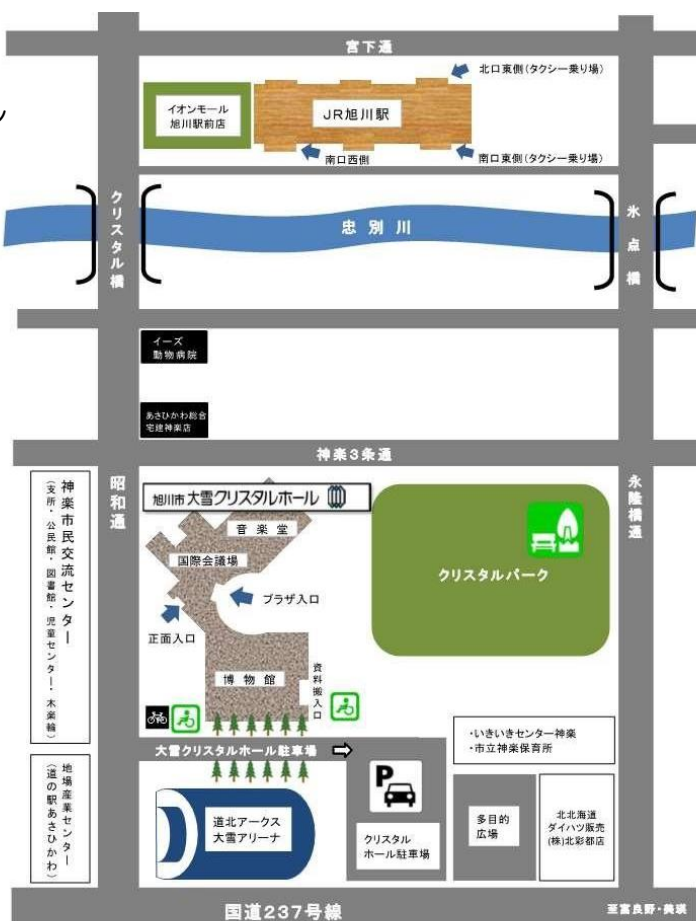 宮下通
北口東側(タクシー乗り場)
イオンモール
旭川駅前店
JR旭川駅
南口西側
南口東側(タクシー乗り場)
クリスタル橋
忠別川
氷点橋
イーズ
動物病院
あさひかわ総合
宅建神楽店
神楽3条通
昭和通
永隆橋通
神楽市民交流センター
(支所・公民館・図書館・児童センター・木楽輪)
旭川市大雪クリスタルホール
音楽堂
国際会議場
プラザ入口
正面入口
博物館
資料搬入口
クリスタルパーク
大雪クリスタルホール駐車場
・いきいきセンター神楽
・市立神楽保育所
地場産業センター
(道の駅あさひかわ)
道北アークス
大雪アリーナ
P
クリスタル
ホール駐車場
多目的
広場
北北海道
ダイハツ販売
(株)北彩都店
国道237号線
至富良野・美瑛